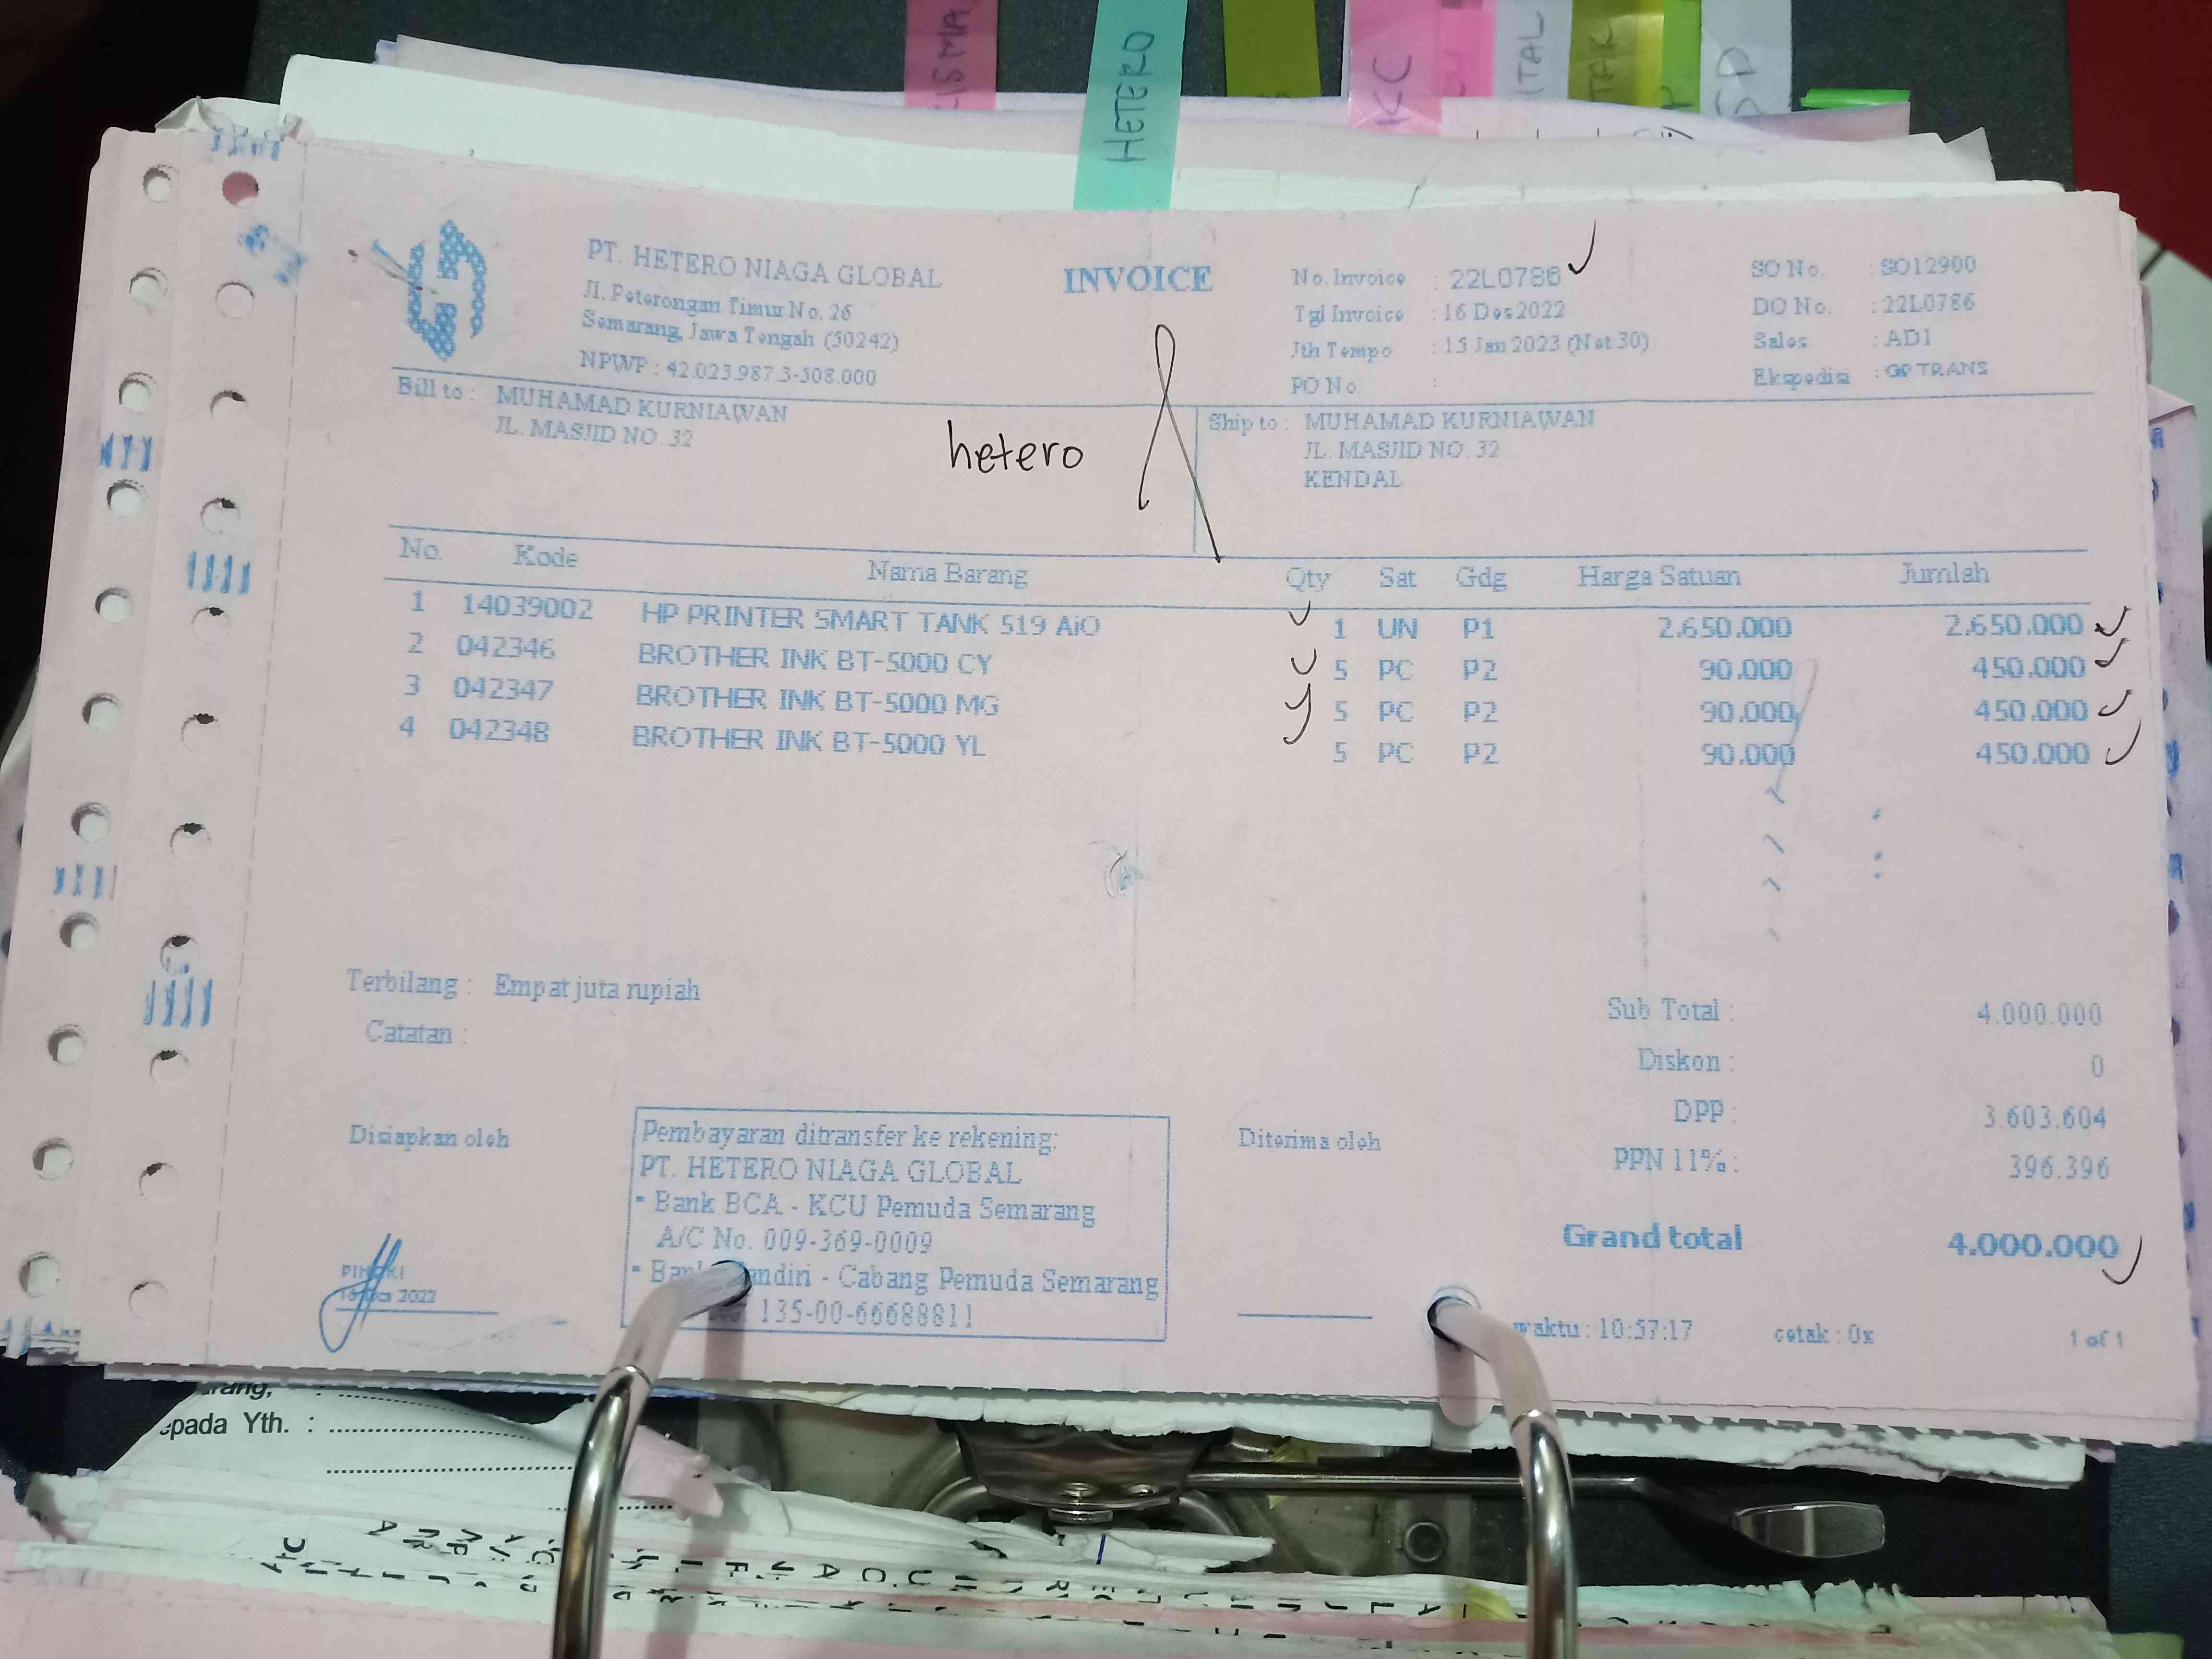 ISMA
HETERO
KC
ITAL
TAR
SP
PT. HETERO NIAGA GLOBAL
Jl. Peterongan Timur No. 26
Semarang, Jawa Tengah (50242)
NPWP : 42.023.987.3-508.000
INVOICE
No. Invoice : 22L0786
Tgl Invoice : 16 Des 2022
Jth Tempo : 15 Jan 2023 (Net 30)
PO No. :
SO No. : SO12900
DO No. : 22L0786
Sales : AD1
Ekspedisi : GP TRANS
Bill to : MUHAMAD KURNIAWAN
JL. MASJID NO. 32
hetero
Ship to : MUHAMAD KURNIAWAN
JL. MASJID NO. 32
KENDAL
No. Kode Nama Barang Qty Sat Gdg Harga Satuan Jumlah
1 14039002 HP PRINTER SMART TANK 519 AiO 1 UN P1 2.650.000 2.650.000
2 042346 BROTHER INK BT-5000 CY 5 PC P2 90.000 450.000
3 042347 BROTHER INK BT-5000 MG 5 PC P2 90.000 450.000
4 042348 BROTHER INK BT-5000 YL 5 PC P2 90.000 450.000
Terbilang : Empat juta rupiah
Catatan :
Sub Total : 4.000.000
Diskon : 0
DPP : 3.603.604
PPN 11% : 396.396
Grand total 4.000.000
Disiapkan oleh
2022
Pembayaran ditransfer ke rekening:
PT. HETERO NIAGA GLOBAL
- Bank BCA - KCU Pemuda Semarang
A/C No. 009-369-0009
- Bank Mandiri - Cabang Pemuda Semarang
135-00-66688811
Diterima oleh
waktu : 10:57:17 cetak : 0x 1 of 1
arang, :
epada Yth. :